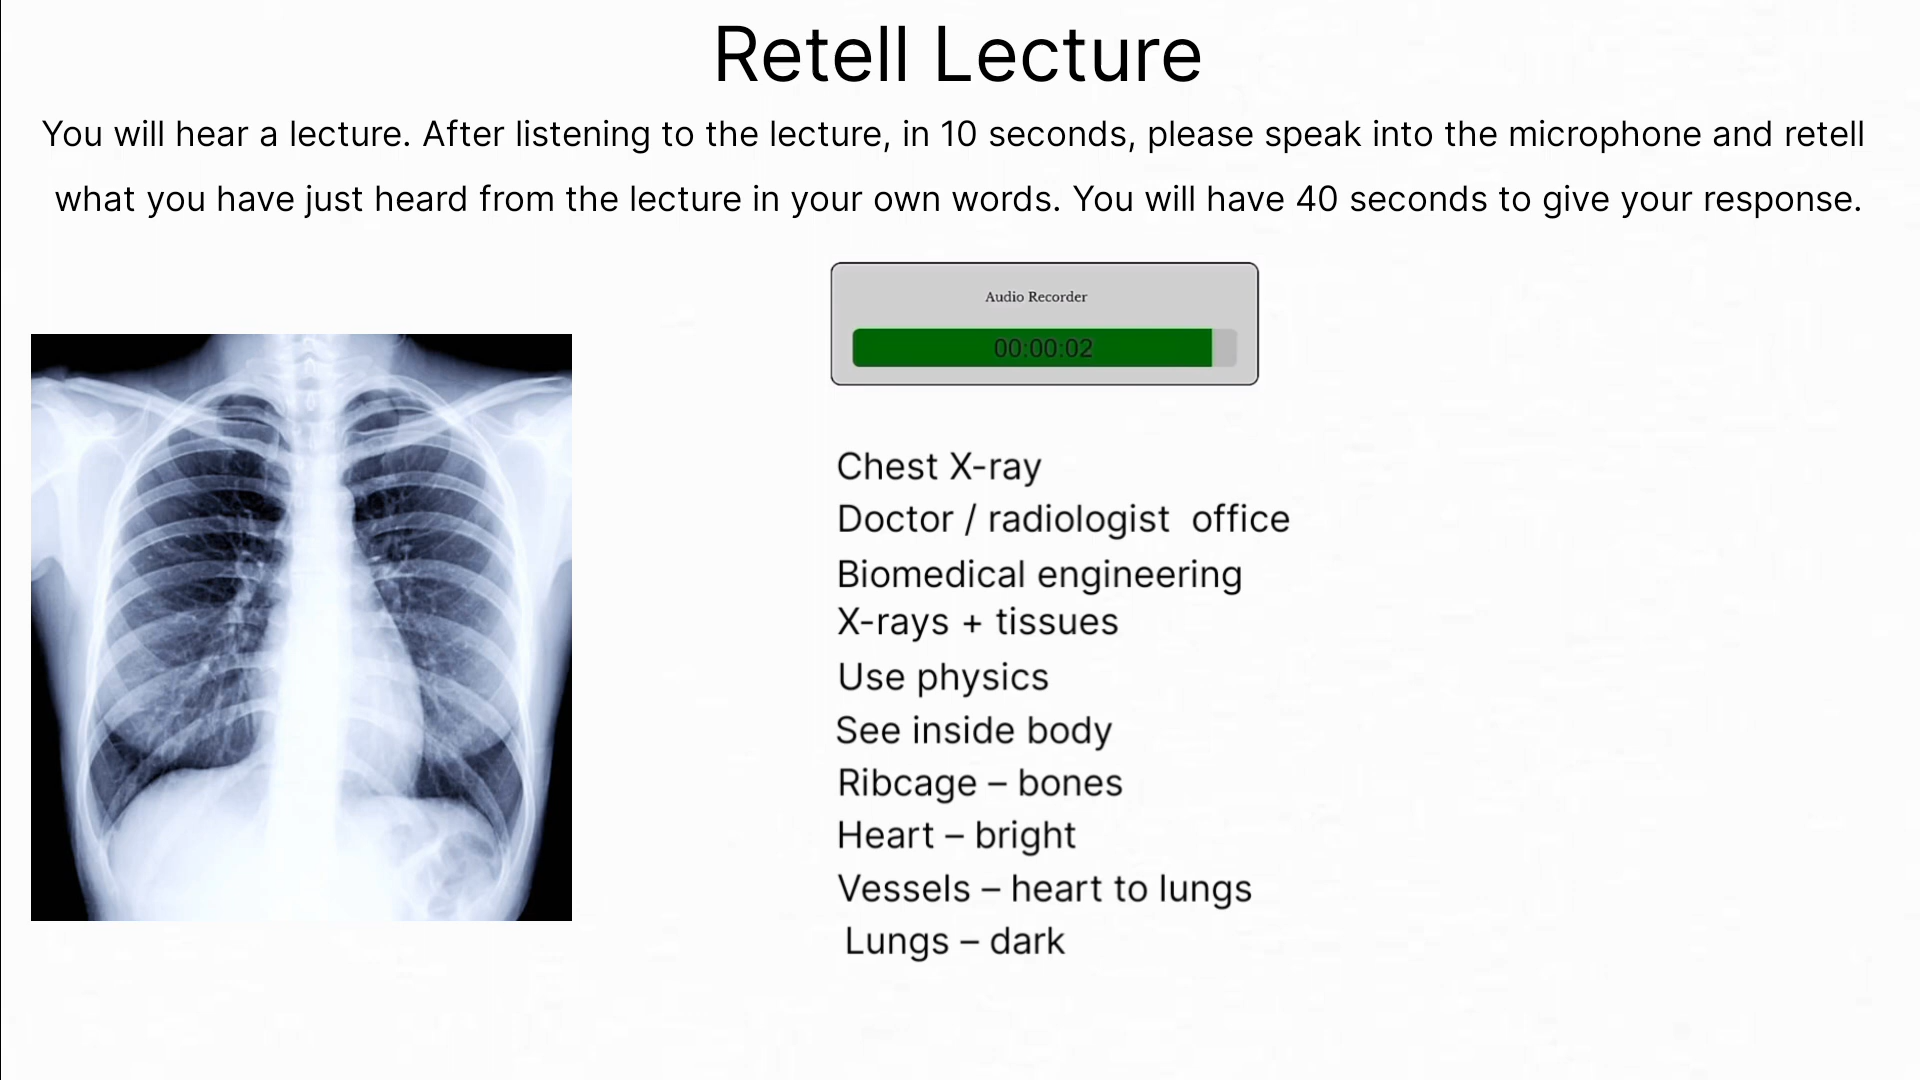 Retell Lecture
You will hear a lecture. After listening to the lecture, in 10 seconds, please speak into the microphone and retell
what you have just heard from the lecture in your own words. You will have 40 seconds to give your response.
Audio Recorder
00:00:02
Chest X-ray
Doctor / radiologist office
Biomedical engineering
X-rays + tissues
Use physics
See inside body
Ribcage – bones
Heart – bright
Vessels – heart to lungs
Lungs – dark